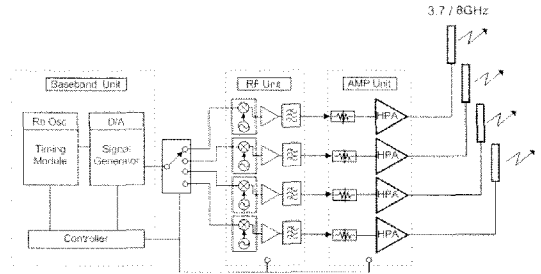 3.7 / 8GHz
Baseband Unit
RF Unit
AMP Unit
Rb Osc
D/A
Timing
Module
Signal
Generator
HPA
HPA
HPA
HPA
Controller